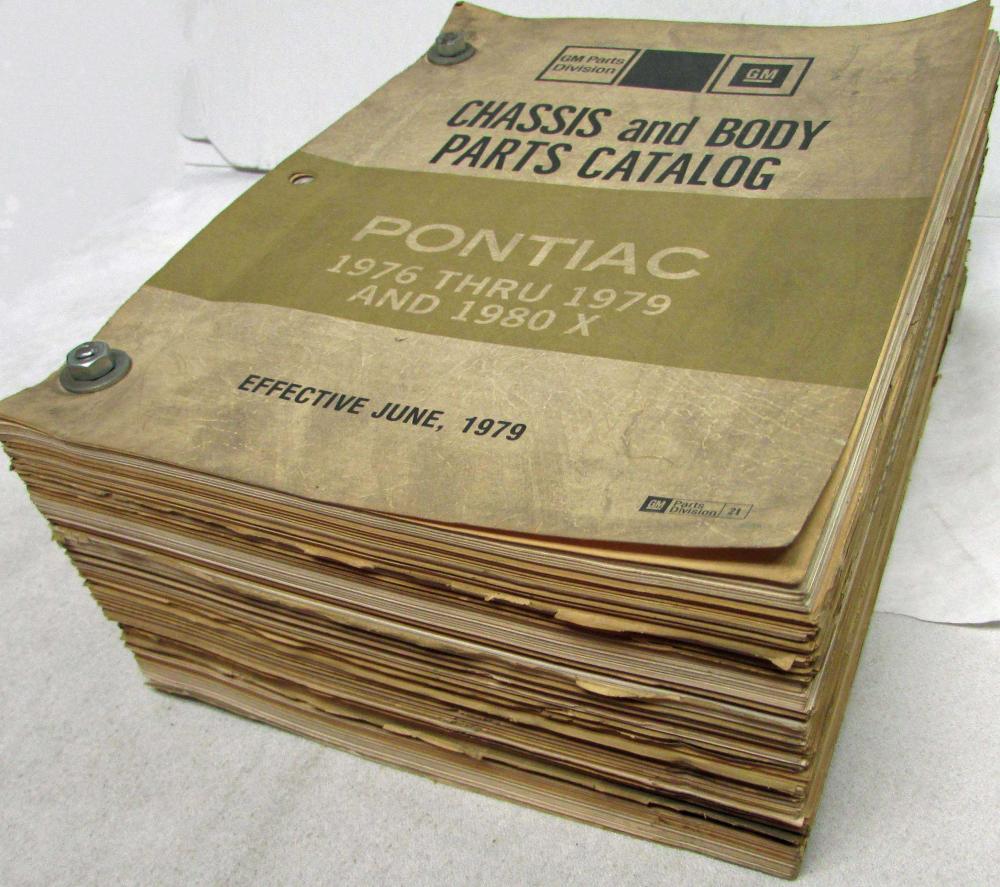 GM Parts
Division
GM
CHASSIS and BODY
PARTS CATALOG
PONTIAC
1976 THRU 1979
AND 1980 X
EFFECTIVE JUNE, 1979
GM Parts
Division 21